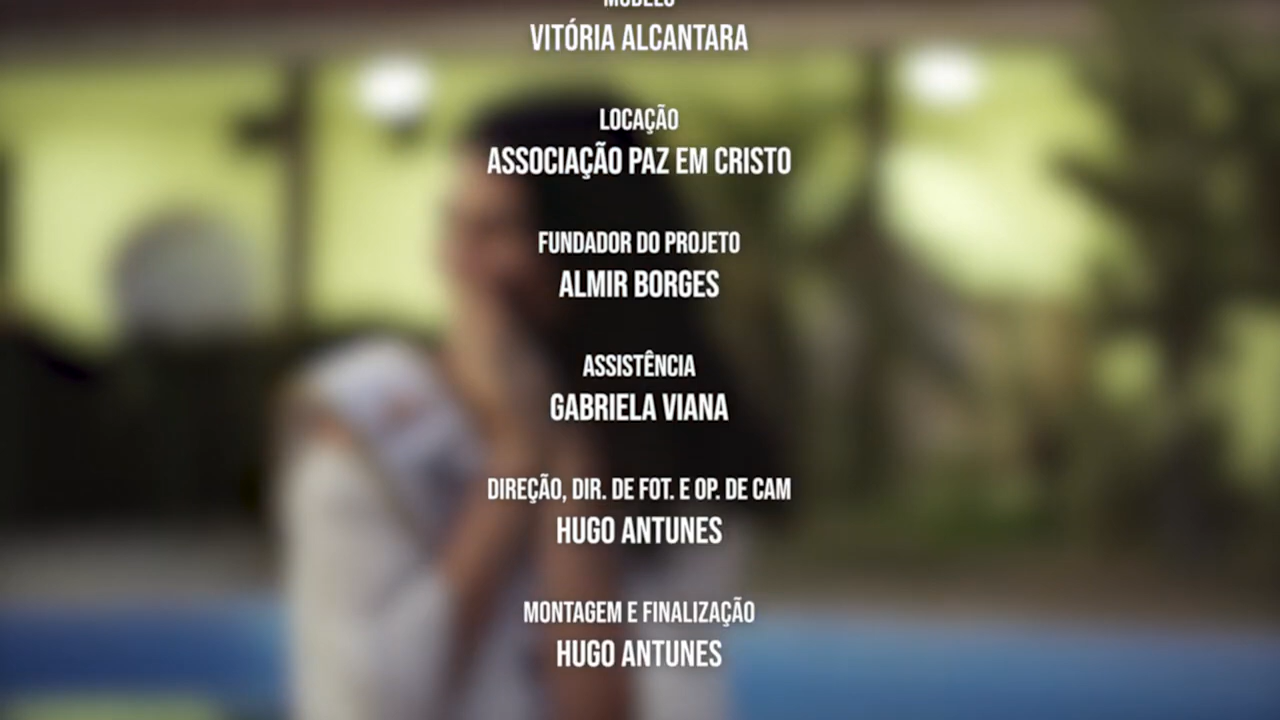 MODELO
VITÓRIA ALCANTARA
LOCAÇÃO
ASSOCIAÇÃO PAZ EM CRISTO
FUNDADOR DO PROJETO
ALMIR BORGES
ASSISTÊNCIA
GABRIELA VIANA
DIREÇÃO, DIR. DE FOT. E OP. DE CAM
HUGO ANTUNES
MONTAGEM E FINALIZAÇÃO
HUGO ANTUNES